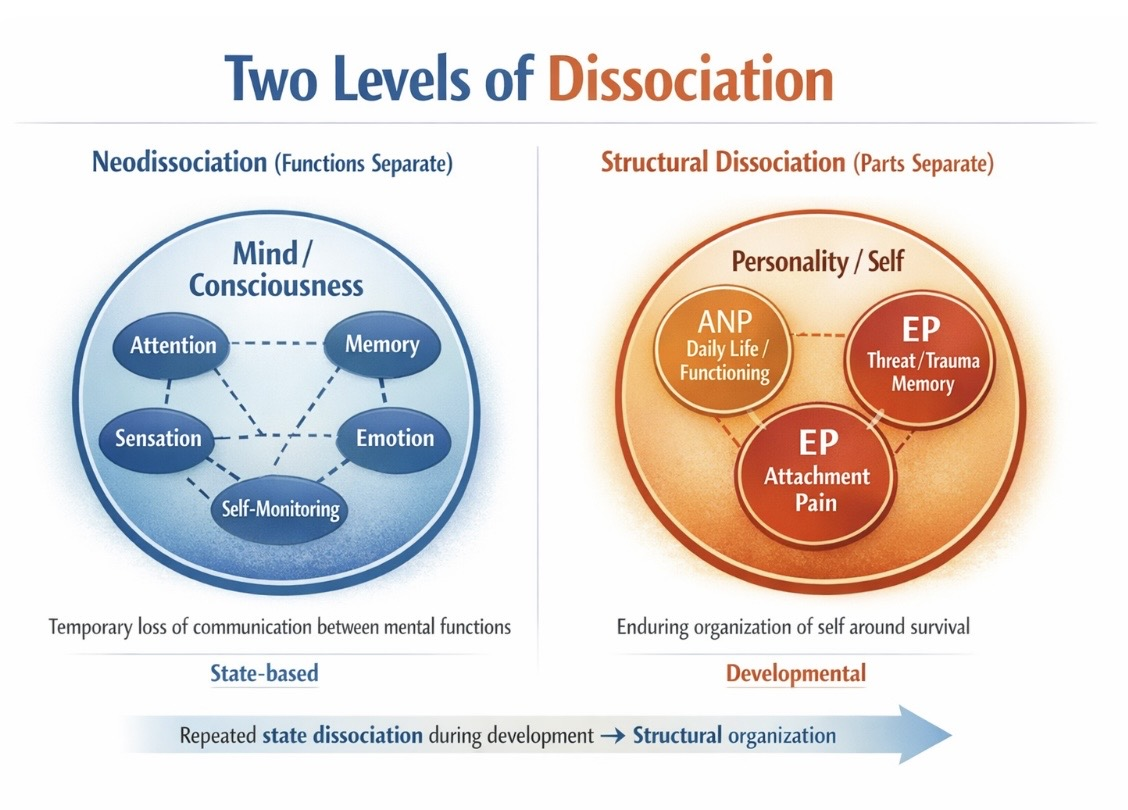 Two Levels of Dissociation
Neodissociation (Functions Separate)
Mind /
Consciousness
Attention
Memory
Sensation
Emotion
Self-Monitoring
Temporary loss of communication between mental functions
State-based
Structural Dissociation (Parts Separate)
Personality / Self
ANP
Daily Life /
Functioning
EP
Threat/Trauma
Memory
EP
Attachment
Pain
Enduring organization of self around survival
Developmental
Repeated state dissociation during development → Structural organization